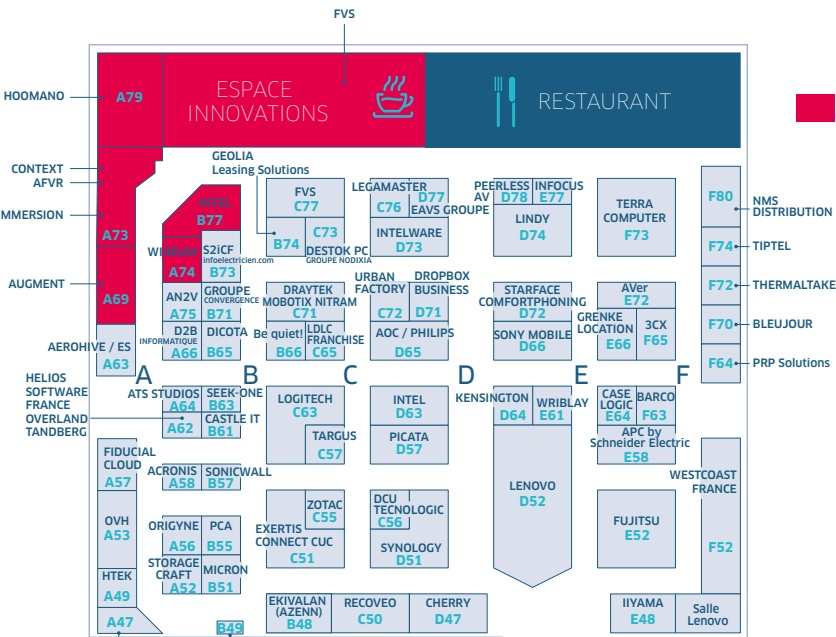 FVS
ESPACE
INNOVATIONS
RESTAURANT
HOOMANO
A79
CONTEXT
AFVR
MMERSION
A73
AUGMENT
A69
AEROHIVE / ES
A63
GEOLIA
Leasing Solutions
INTEL
B77
A74
S2iCF
infoelectricien.com
B73
AN2V
A75
GROUPE
CONVERGENCE
B71
D2B
INFORMATIQUE
A66
DICOTA
B65
FVS
C77
B74
C73
DESTOK PC
GROUPE NODIXIA
DRAYTEK
MOBOTIX NITRAM
C71
Be quiet!
B66
LDLC
FRANCHISE
C65
LEGAMASTER
C76
D77
EAVS GROUPE
INTELWARE
D73
URBAN
FACTORY
C72
DROPBOX
BUSINESS
D71
AOC / PHILIPS
D65
PEERLESS
AV
D78
INFOCUS
E77
LINDY
D74
STARFACE
COMFORTPHONING
D72
SONY MOBILE
D66
TERRA
COMPUTER
F73
AVer
E72
GRENKE
LOCATION
E66
3CX
F65
F80
NMS
DISTRIBUTION
F74
TIPTEL
F72
THERMALTAKE
F70
BLEUJOUR
F64
PRP Solutions
A
B
C
D
E
F
HELIOS
SOFTWARE
FRANCE
OVERLAND
TANDBERG
ATS STUDIOS
A64
SEEK-ONE
B63
A62
CASTLE IT
B61
LOGITECH
C63
TARGUS
C57
INTEL
D63
PICATA
D57
KENSINGTON
D64
WRIBLAY
E61
LENOVO
D52
CASE
LOGIC
E64
BARCO
F63
APC by
Schneider Electric
E58
FIDUCIAL
CLOUD
A57
ACRONIS
A58
SONICWALL
B57
OVH
A53
ORIGYNE
A56
PCA
B55
STORAGE
CRAFT
A52
MICRON
B51
HTEK
A49
A47
B49
ZOTAC
C55
EXERTIS
CONNECT CUC
C51
DCU
TECNOLOGIC
C56
SYNOLOGY
D51
FUJITSU
E52
WESTCOAST
FRANCE
F52
EKIVALAN
(AZENN)
B48
RECOVEO
C50
CHERRY
D47
IIYAMA
E48
Salle
Lenovo